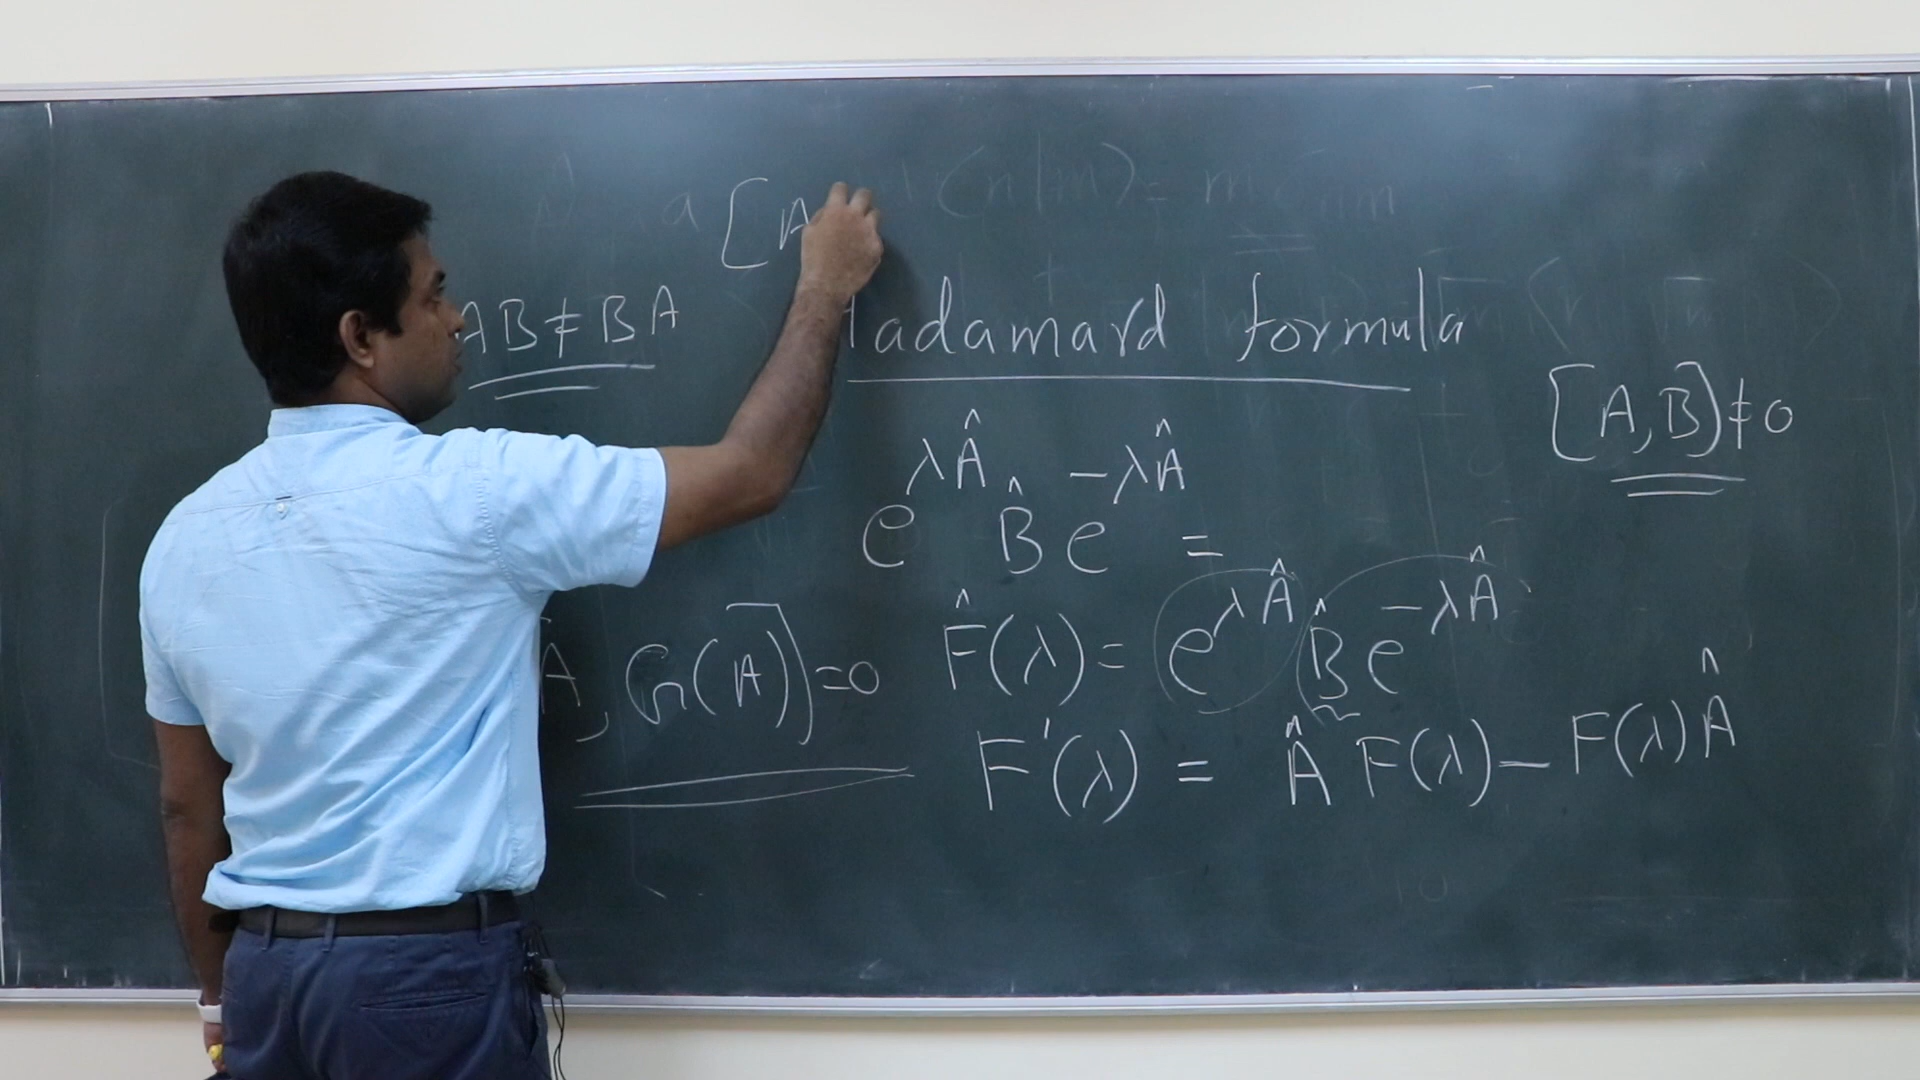 [A
AB≠BA
Hadamard formula
[A,B]≠0
e^{λÂ} B̂ e^{-λÂ} =
Â, G(A)]=0
F̂(λ)= e^{λÂ} B̂ e^{-λÂ}
F'(λ) = Â F(λ) - F(λ) Â